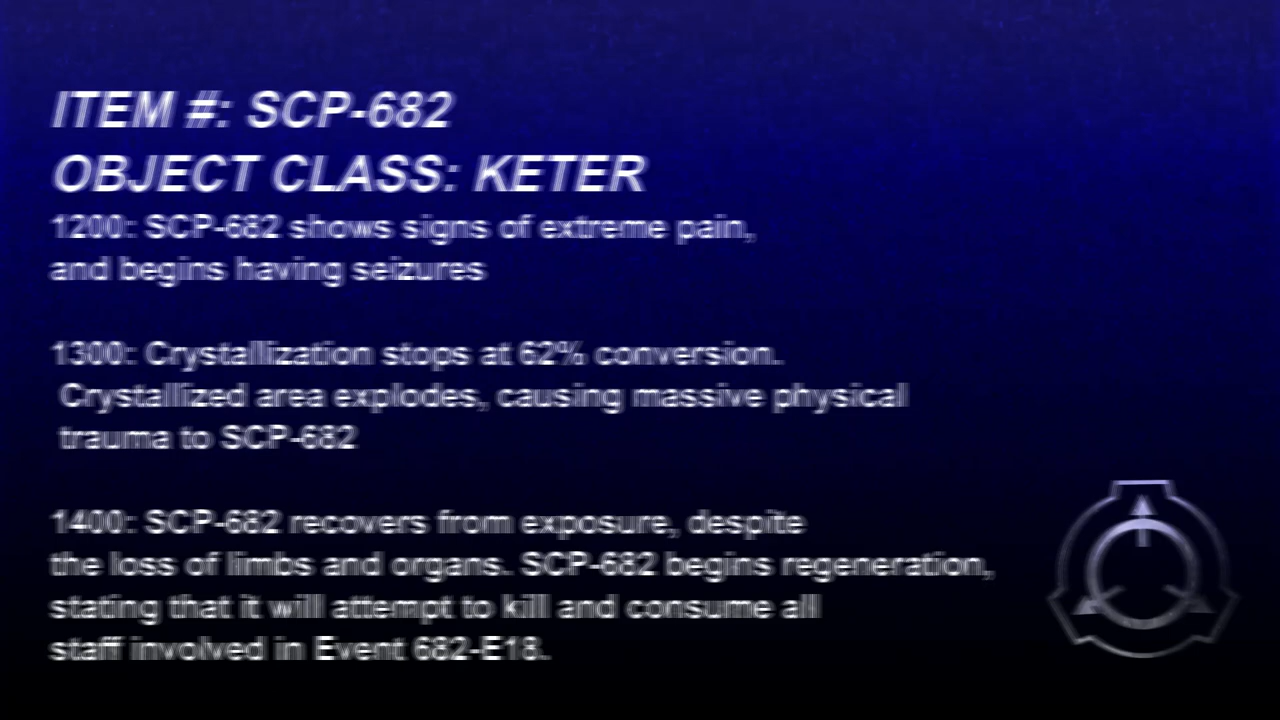 ITEM #: SCP-682
OBJECT CLASS: KETER
1200: SCP-682 shows signs of extreme pain,
and begins having seizures
1300: Crystallization stops at 62% conversion.
Crystallized area explodes, causing massive physical
trauma to SCP-682
1400: SCP-682 recovers from exposure, despite
the loss of limbs and organs. SCP-682 begins regeneration,
stating that it will attempt to kill and consume all
staff involved in Event 682-E18.